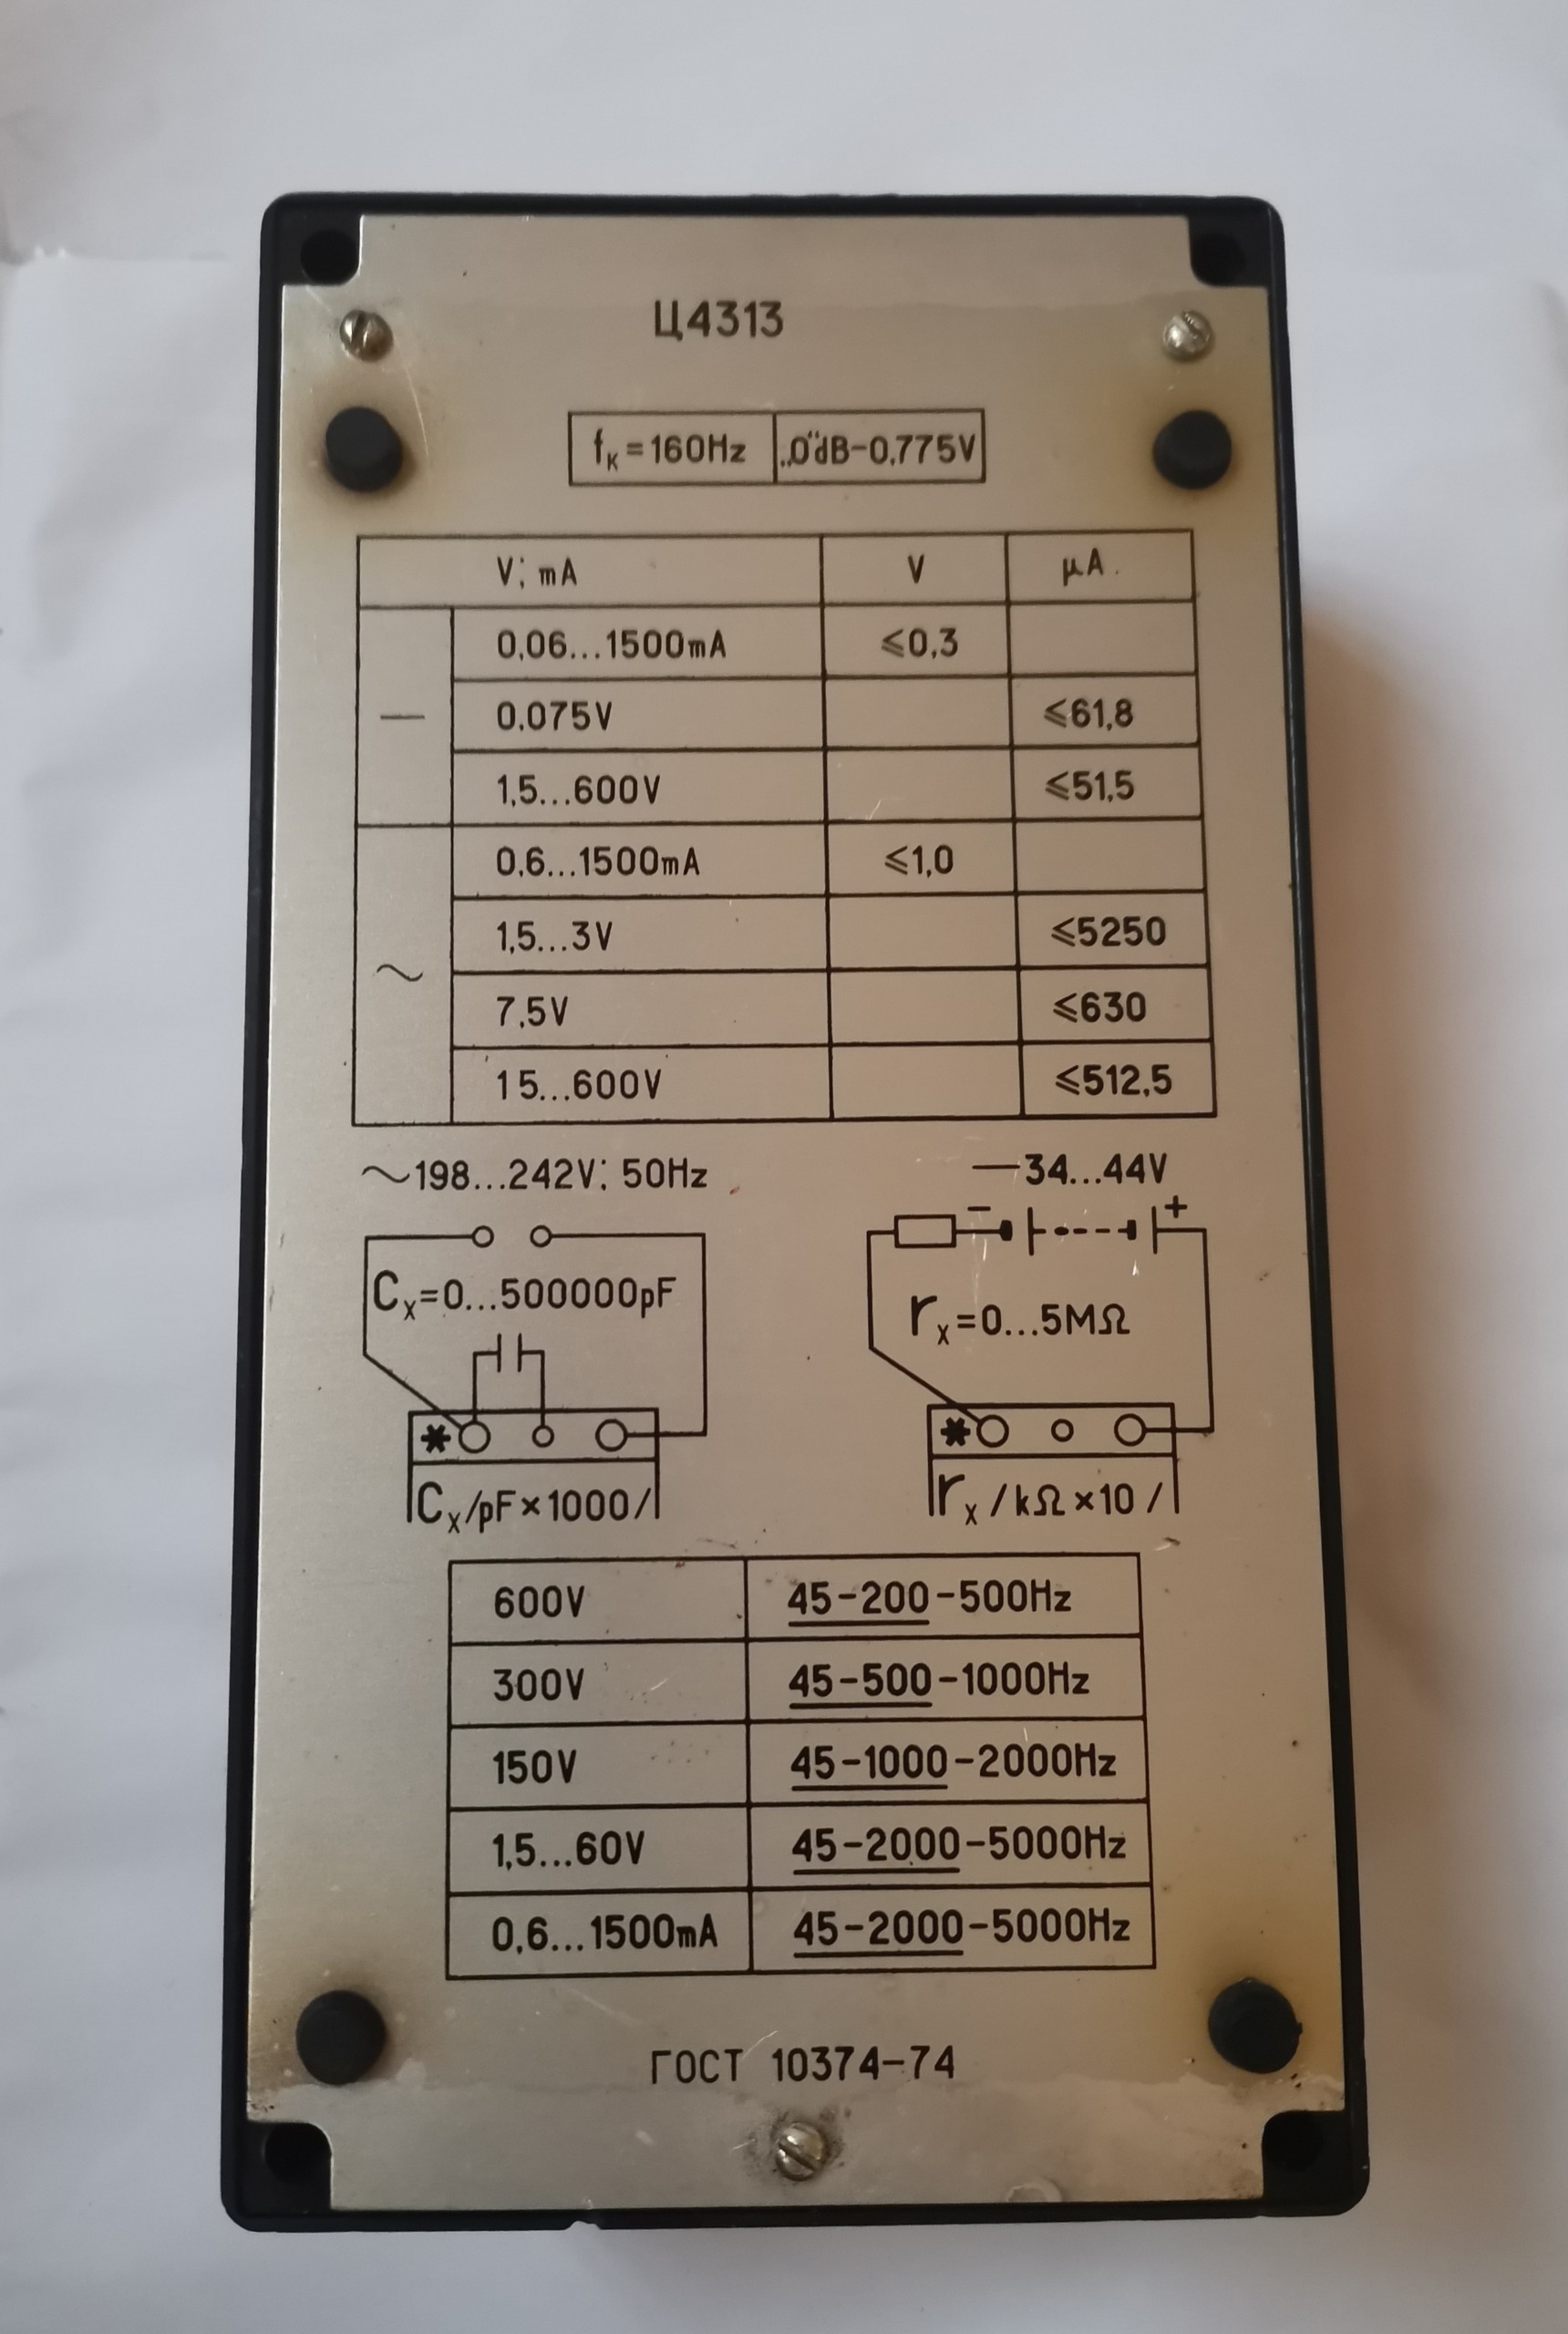 Ц4313
fк=160Hz „0“dB-0,775V
V; mA V µA
— 0,06...1500mA ⩽0,3
0,075V ⩽61,8
1,5...600V ⩽51,5
~ 0,6...1500mA ⩽1,0
1,5...3V ⩽5250
7,5V ⩽630
15...600V ⩽512,5
~198...242V; 50Hz
Cx=0...500000pF
* Cx/pF×1000/
—34...44V
− +
rx=0...5MΩ
* rx/kΩ×10/
600V 45-200-500Hz
300V 45-500-1000Hz
150V 45-1000-2000Hz
1,5...60V 45-2000-5000Hz
0,6...1500mA 45-2000-5000Hz
ГОСТ 10374-74